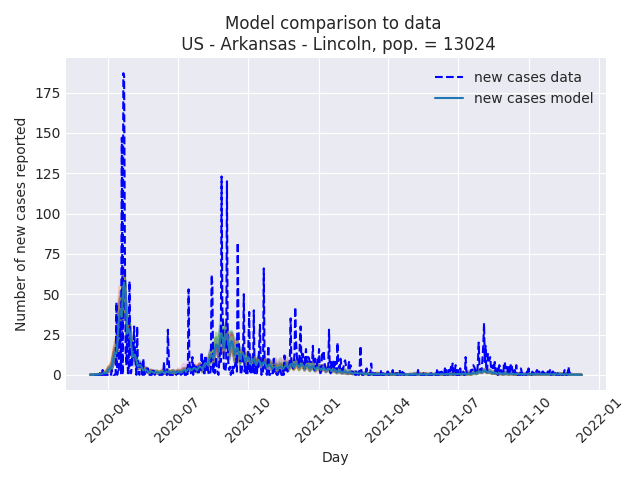 Model comparison to data
US - Arkansas - Lincoln, pop. = 13024
new cases data
new cases model
Number of new cases reported
175
150
125
100
75
50
25
0
2020-04
2020-07
2020-10
2021-01
2021-04
2021-07
2021-10
2022-01
Day